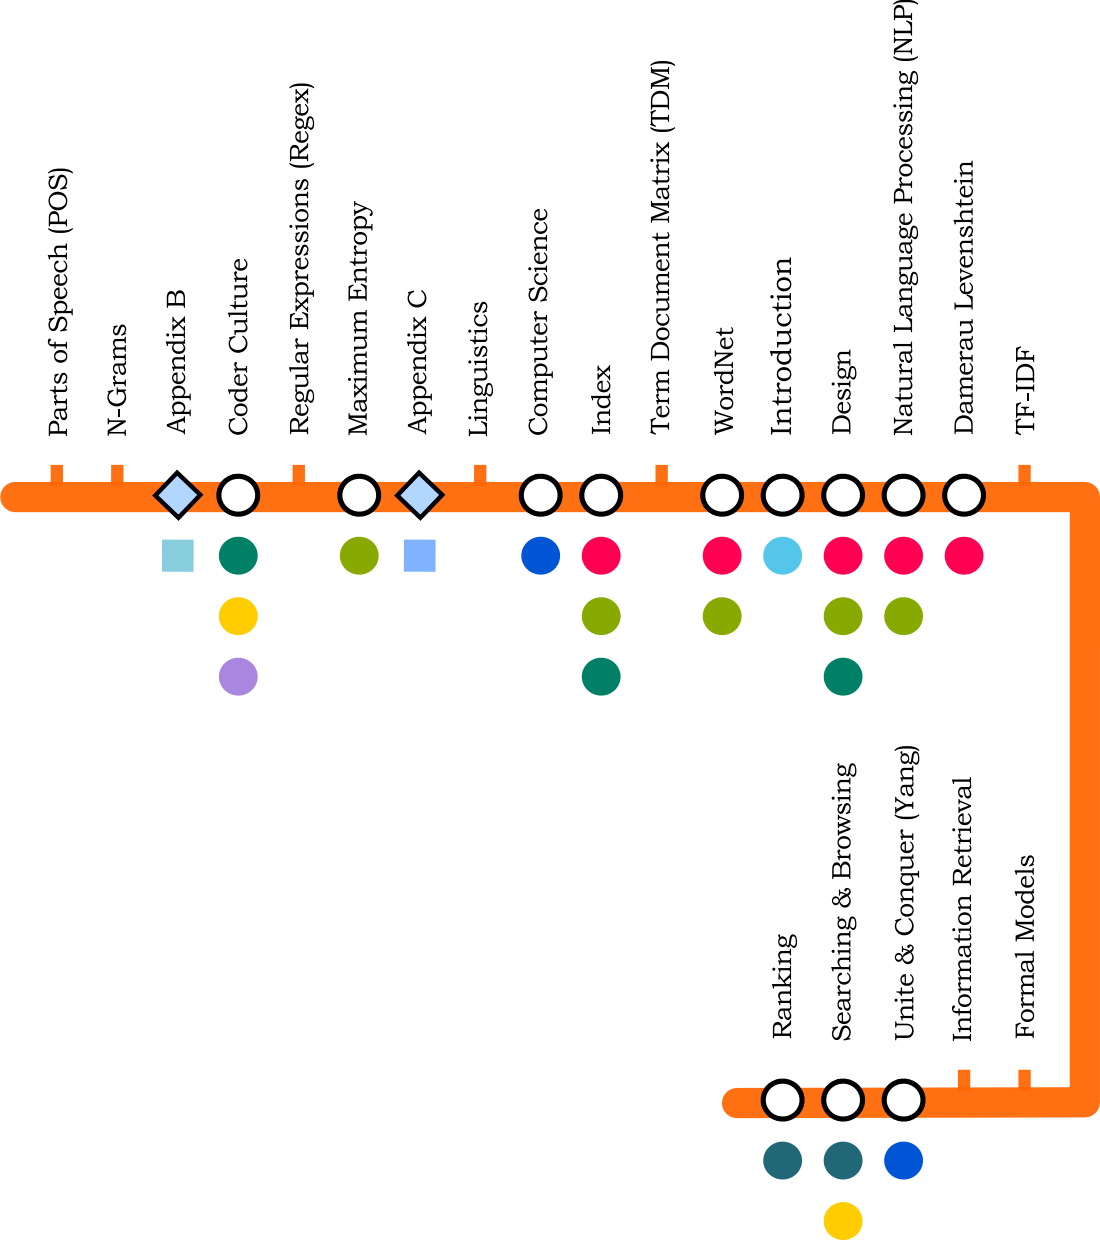 Parts of Speech (POS)
N-Grams
Appendix B
Coder Culture
Regular Expressions (Regex)
Maximum Entropy
Appendix C
Linguistics
Computer Science
Index
Term Document Matrix (TDM)
WordNet
Introduction
Design
Natural Language Processing (NLP)
Damerau Levenshtein
TF-IDF
Ranking
Searching & Browsing
Unite & Conquer (Yang)
Information Retrieval
Formal Models